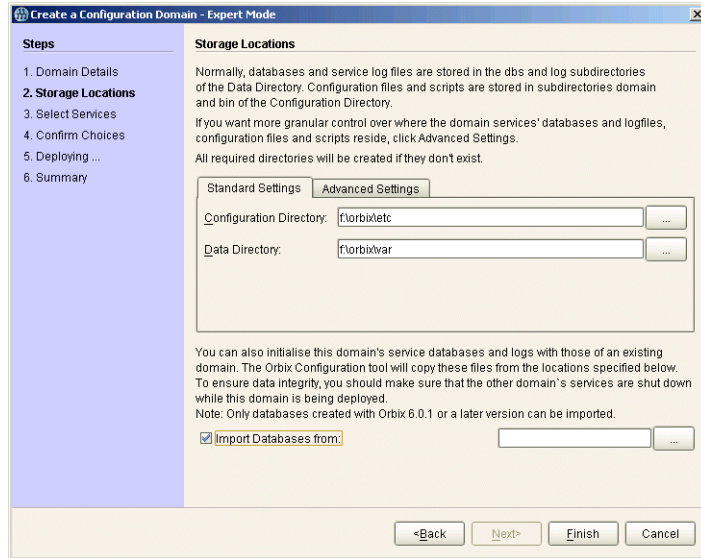 Create a Configuration Domain - Expert Mode
Steps
1. Domain Details
2. Storage Locations
3. Select Services
4. Confirm Choices
5. Deploying ...
6. Summary
Storage Locations
Normally, databases and service log files are stored in the dbs and log subdirectories
of the Data Directory. Configuration files and scripts are stored in subdirectories domain
and bin of the Configuration Directory.
If you want more granular control over where the domain services' databases and logfiles,
configuration files and scripts reside, click Advanced Settings.
All required directories will be created if they don't exist.
Standard Settings Advanced Settings
Configuration Directory: f:\orbix\etc ...
Data Directory: f:\orbix\var ...
You can also initialise this domain's service databases and logs with those of an existing
domain. The Orbix Configuration tool will copy these files from the locations specified below.
To ensure data integrity, you should make sure that the other domain`s services are shut down
while this domain is being deployed.
Note: Only databases created with Orbix 6.0.1 or a later version can be imported.
Import Databases from: ...
<Back Next> Finish Cancel